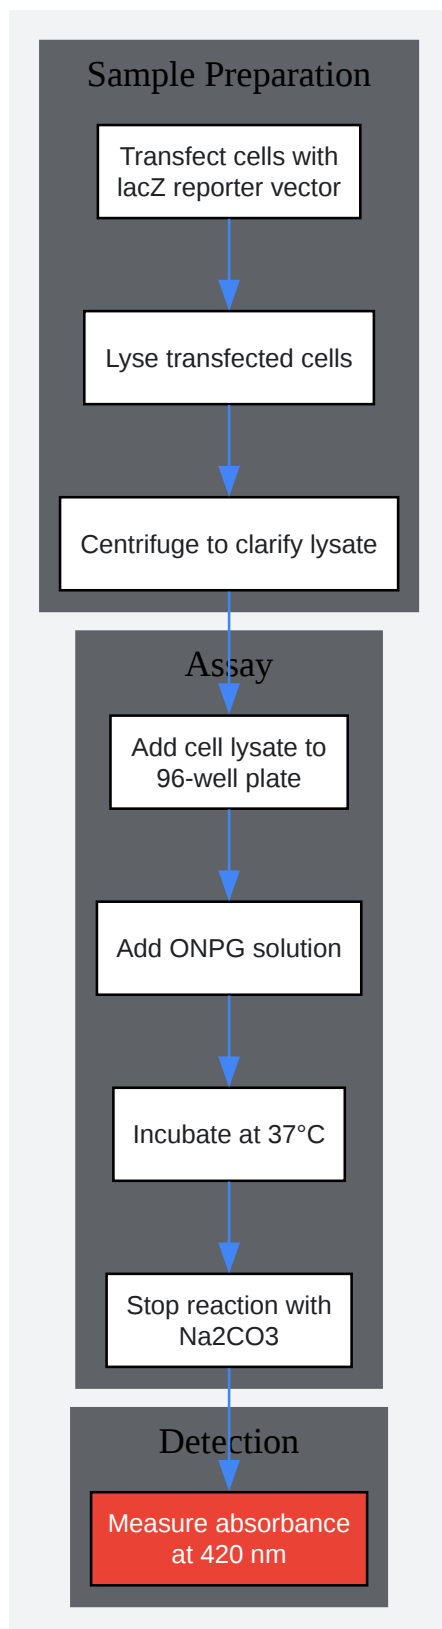 Sample Preparation
Transfect cells with
lacZ reporter vector
Lyse transfected cells
Centrifuge to clarify lysate
Assay
Add cell lysate to
96-well plate
Add ONPG solution
Incubate at 37°C
Stop reaction with
Na2CO3
Detection
Measure absorbance
at 420 nm